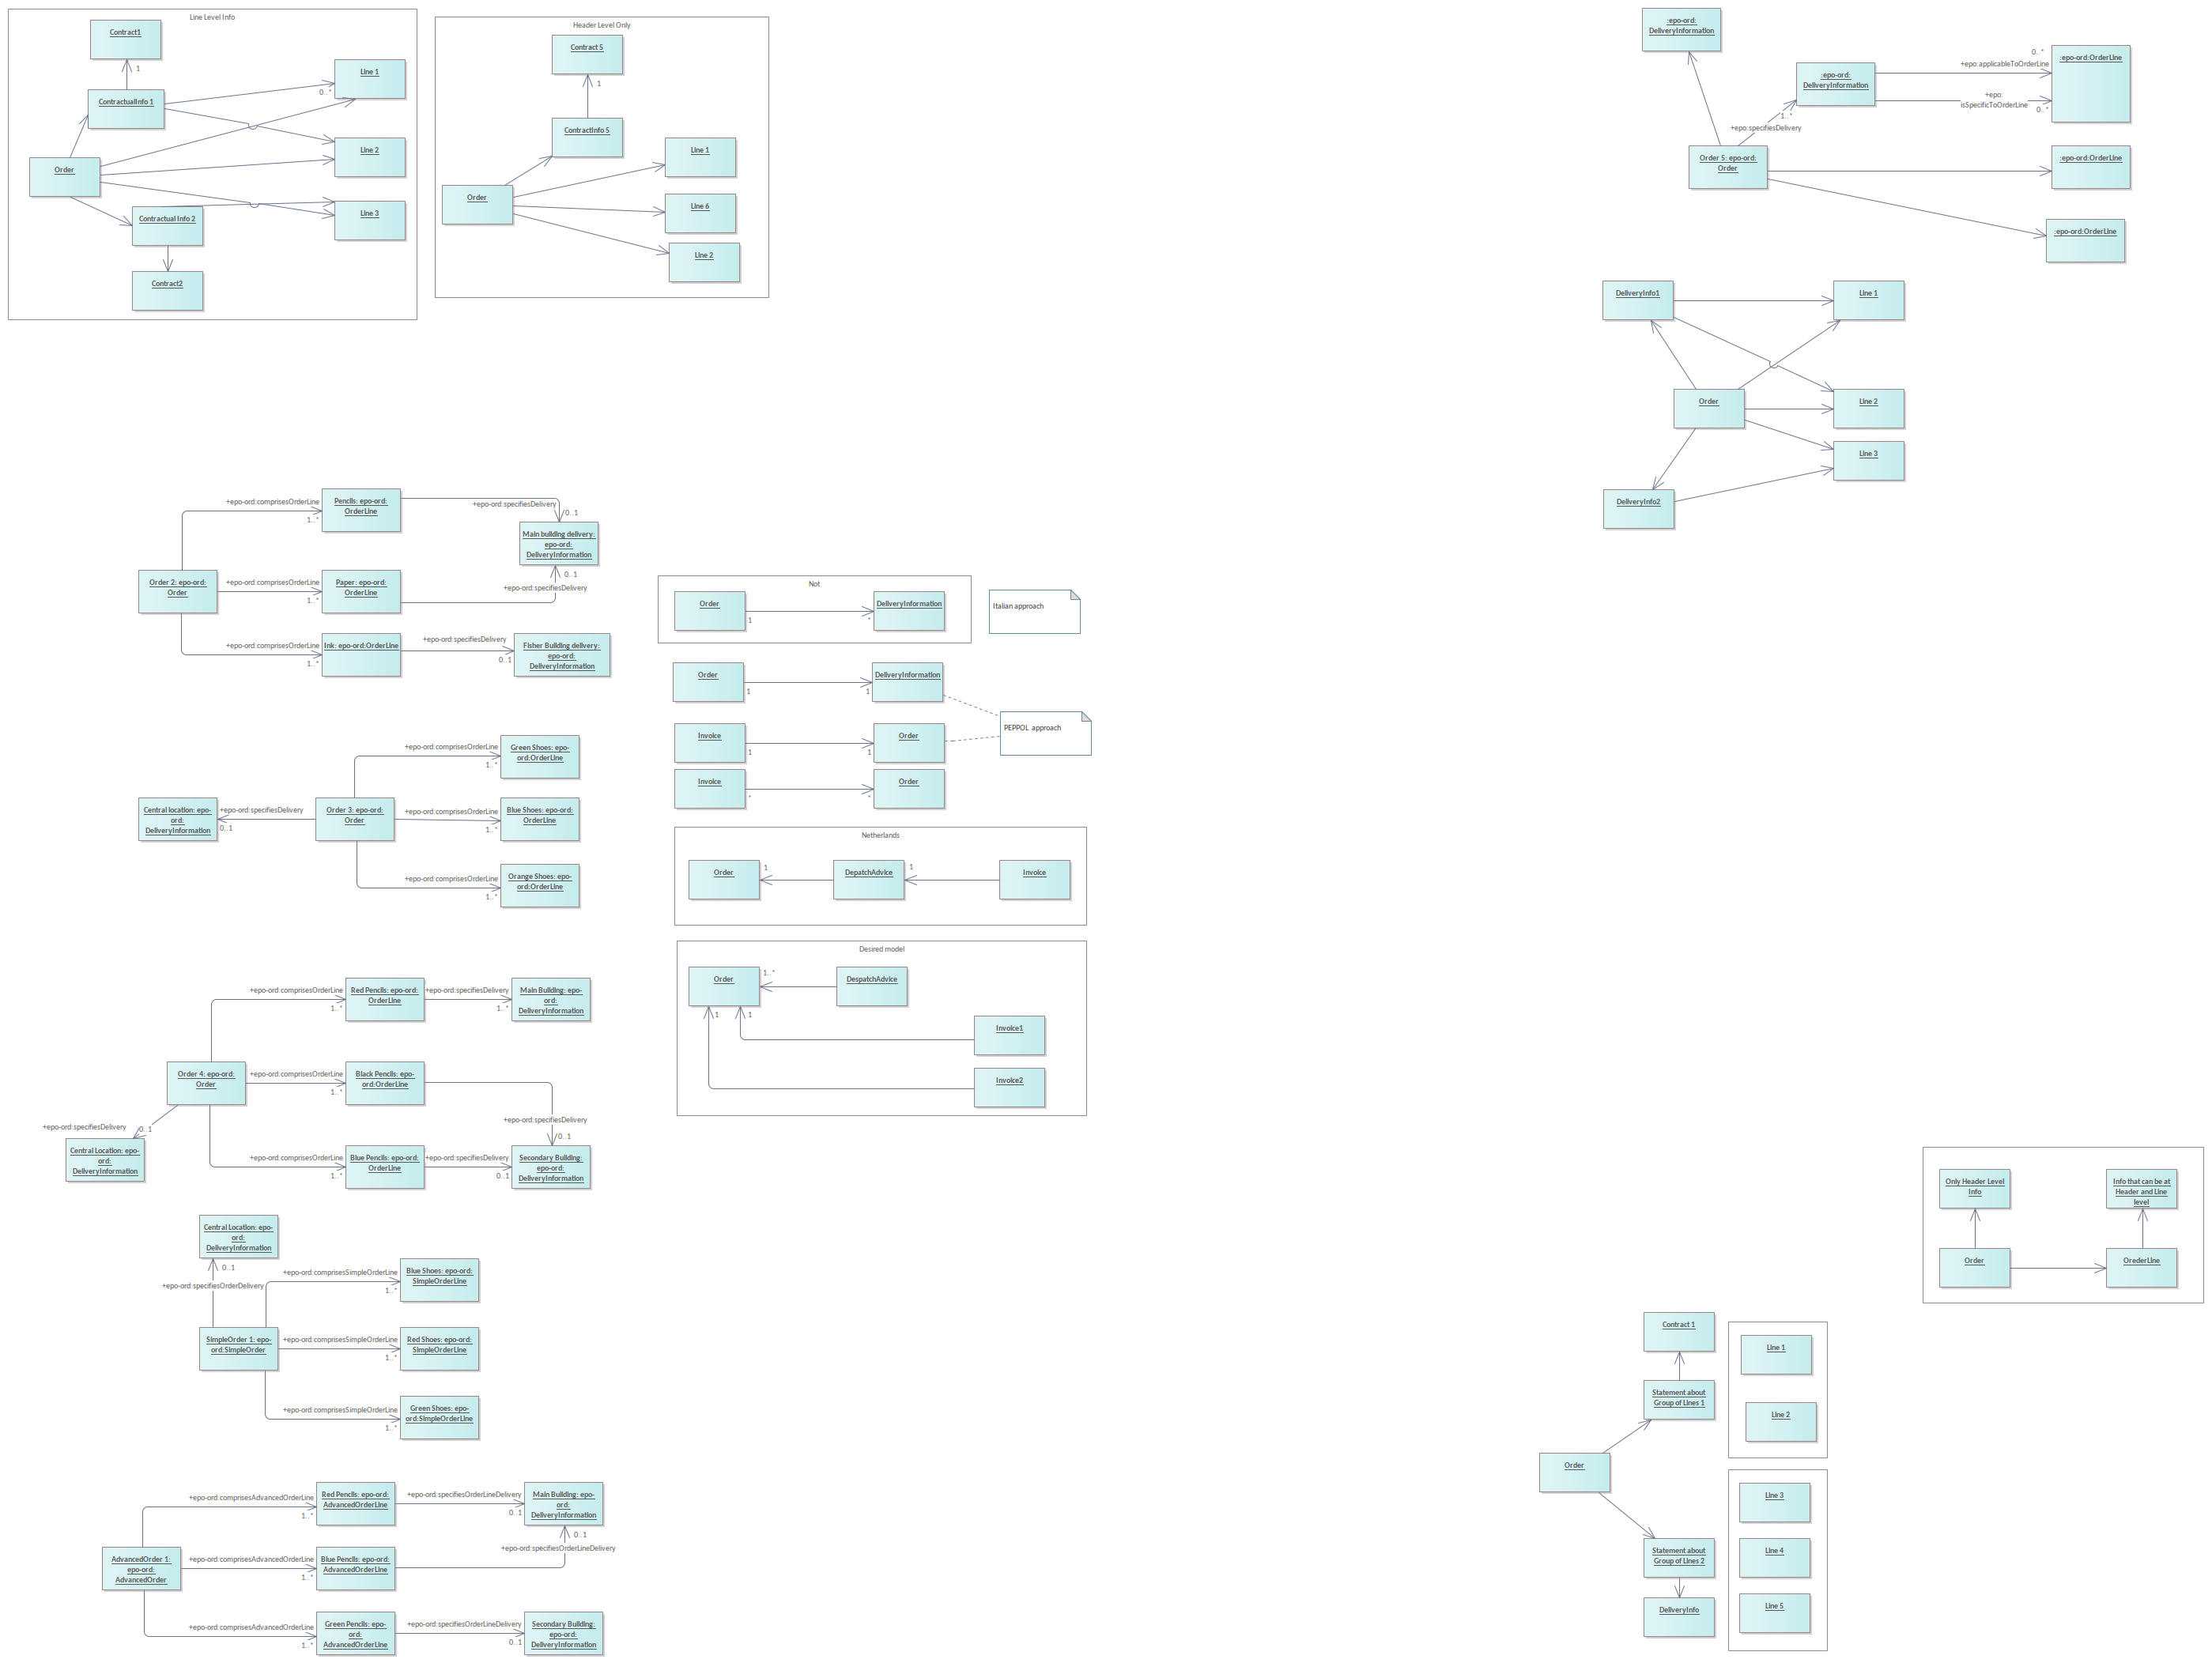 Line Level Info
Contract1
1
ContractualInfo 1
Line 1
0..*
Line 2
Order
Line 3
Contractual Info 2
Contract2
Header Level Only
Contract 5
1
ContractInfo 5
Line 1
Order
Line 6
Line 2
:epo-ord:
DeliveryInformation
:epo-ord:
DeliveryInformation
0..*
+epo:applicableToOrderLine
:epo-ord:OrderLine
+epo:
isSpecificToOrderLine
0..*
1..*
+epo:specifiesDelivery
Order 5: epo-ord:
Order
:epo-ord:OrderLine
:epo-ord:OrderLine
DeliveryInfo1
Line 1
Order
Line 2
Line 3
DeliveryInfo2
+epo-ord:comprisesOrderLine
1..*
Pencils: epo-ord:
OrderLine
+epo-ord:specifiesDelivery
0..1
Main building delivery:
epo-ord:
DeliveryInformation
Order 2: epo-ord:
Order
+epo-ord:comprisesOrderLine
1..*
Paper: epo-ord:
OrderLine
0..1
+epo-ord:specifiesDelivery
+epo-ord:comprisesOrderLine
1..*
Ink: epo-ord:OrderLine
+epo-ord:specifiesDelivery
0..1
Fisher Building delivery:
epo-ord:
DeliveryInformation
Not
Order
1
*
DeliveryInformation
Italian approach
Order
1
1
DeliveryInformation
PEPPOL approach
Invoice
1
1
Order
Invoice
*
*
Order
+epo-ord:comprisesOrderLine
1..*
Green Shoes: epo-
ord:OrderLine
Central location: epo-
ord:
DeliveryInformation
+epo-ord:specifiesDelivery
0..1
Order 3: epo-ord:
Order
+epo-ord:comprisesOrderLine
1..*
Blue Shoes: epo-ord:
OrderLine
+epo-ord:comprisesOrderLine
1..*
Orange Shoes: epo-
ord:OrderLine
Netherlands
Order
1
DepatchAdvice
1
Invoice
Desired model
Order
1..*
DespatchAdvice
1
1
Invoice1
Invoice2
+epo-ord:comprisesOrderLine
1..*
Red Pencils: epo-ord:
OrderLine
+epo-ord:specifiesDelivery
1..*
Main Building: epo-
ord:
DeliveryInformation
Order 4: epo-ord:
Order
+epo-ord:comprisesOrderLine
1..*
Black Pencils: epo-
ord:OrderLine
+epo-ord:specifiesDelivery
0..1
+epo-ord:specifiesDelivery
0..1
Central Location: epo-
ord:
DeliveryInformation
+epo-ord:comprisesOrderLine
1..*
Blue Pencils: epo-ord:
OrderLine
+epo-ord:specifiesDelivery
0..1
Secondary Building:
epo-ord:
DeliveryInformation
Central Location: epo-
ord:
DeliveryInformation
0..1
+epo-ord:specifiesOrderDelivery
+epo-ord:comprisesSimpleOrderLine
1..*
Blue Shoes: epo-ord:
SimpleOrderLine
SimpleOrder 1: epo-
ord:SimpleOrder
+epo-ord:comprisesSimpleOrderLine
1..*
Red Shoes: epo-ord:
SimpleOrderLine
+epo-ord:comprisesSimpleOrderLine
1..*
Green Shoes: epo-
ord:SimpleOrderLine
+epo-ord:comprisesAdvancedOrderLine
1..*
Red Pencils: epo-ord:
AdvancedOrderLine
+epo-ord:specifiesOrderLineDelivery
0..1
Main Building: epo-
ord:
DeliveryInformation
0..1
+epo-ord:specifiesOrderLineDelivery
AdvancedOrder 1:
epo-ord:
AdvancedOrder
+epo-ord:comprisesAdvancedOrderLine
1..*
Blue Pencils: epo-ord:
AdvancedOrderLine
+epo-ord:comprisesAdvancedOrderLine
1..*
Green Pencils: epo-
ord:
AdvancedOrderLine
+epo-ord:specifiesOrderLineDelivery
0..1
Secondary Building:
epo-ord:
DeliveryInformation
Only Header Level
Info
Info that can be at
Header and Line
level
Order
OrederLine
Contract 1
Statement about
Group of Lines 1
Line 1
Line 2
Order
Statement about
Group of Lines 2
DeliveryInfo
Line 3
Line 4
Line 5